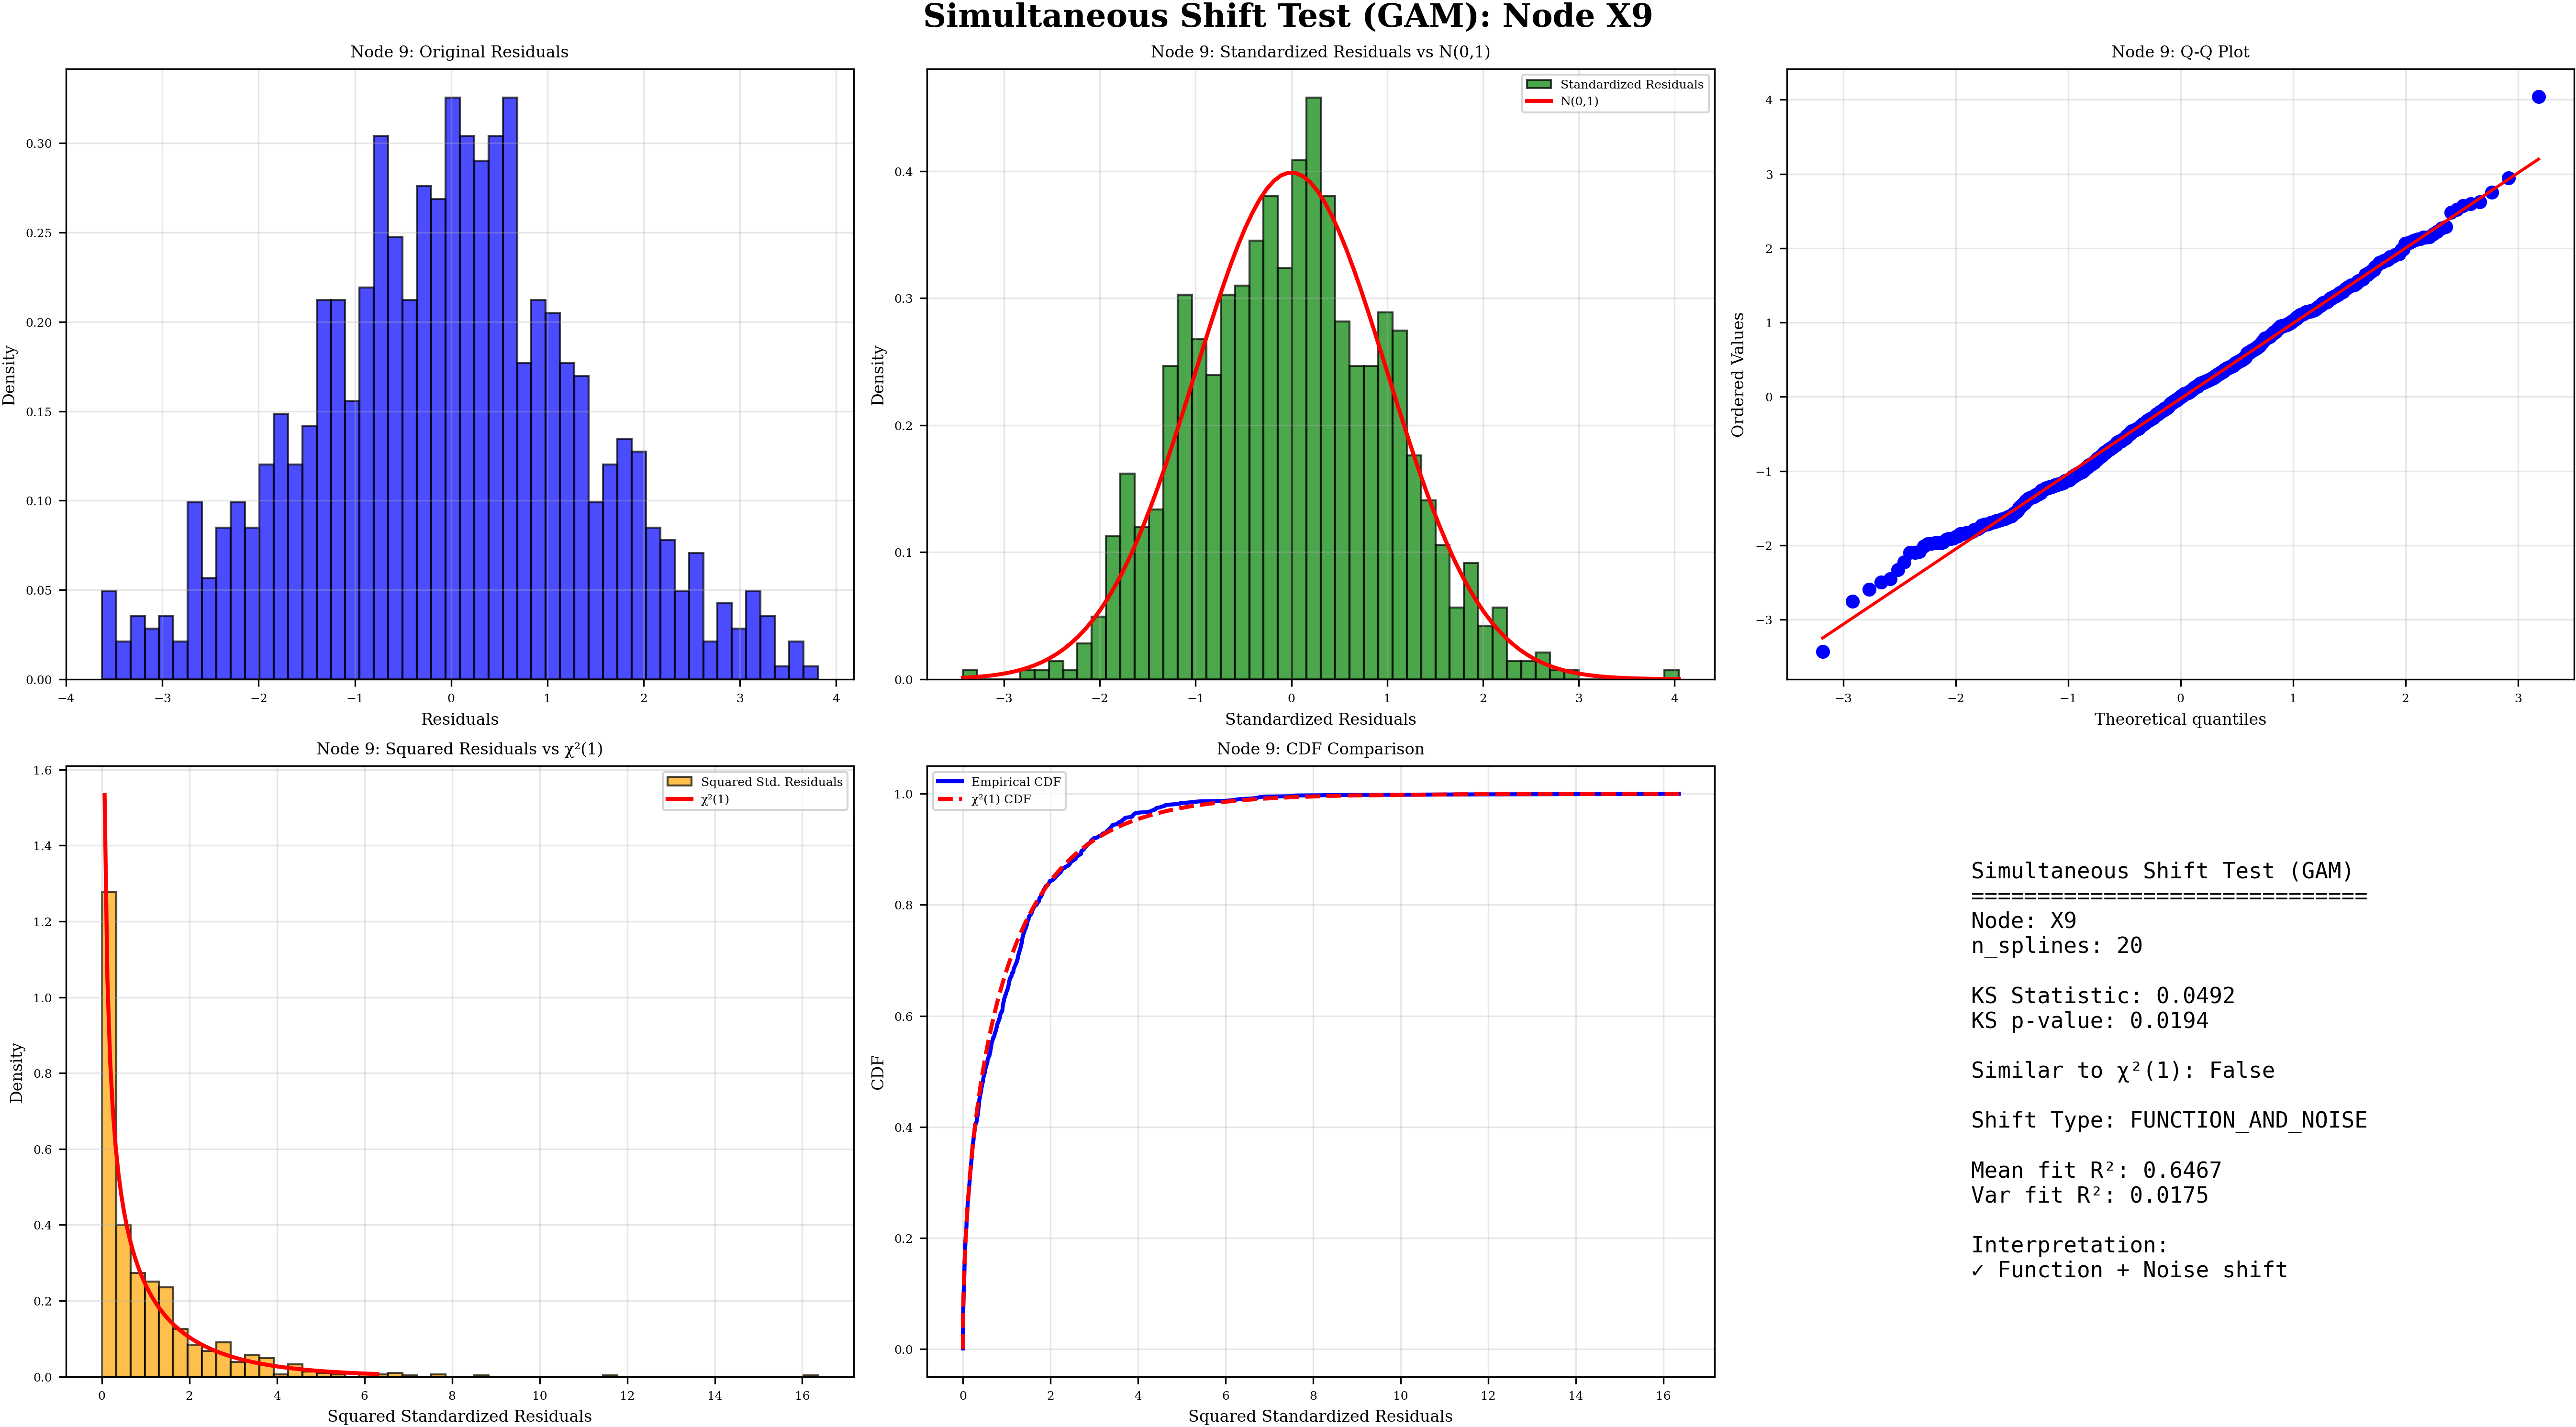 Simultaneous Shift Test (GAM): Node X9
Node 9: Original Residuals
Density
0.30
0.25
0.20
0.15
0.10
0.05
0.00
−4 −3 −2 −1 0 1 2 3 4
Residuals
Node 9: Standardized Residuals vs N(0,1)
Standardized Residuals
N(0,1)
Density
0.4
0.3
0.2
0.1
0.0
−3 −2 −1 0 1 2 3 4
Standardized Residuals
Node 9: Q-Q Plot
Ordered Values
4
3
2
1
0
−1
−2
−3
−3 −2 −1 0 1 2 3
Theoretical quantiles
Node 9: Squared Residuals vs χ²(1)
Squared Std. Residuals
χ²(1)
Density
1.6
1.4
1.2
1.0
0.8
0.6
0.4
0.2
0.0
0 2 4 6 8 10 12 14 16
Squared Standardized Residuals
Node 9: CDF Comparison
Empirical CDF
χ²(1) CDF
CDF
1.0
0.8
0.6
0.4
0.2
0.0
0 2 4 6 8 10 12 14 16
Squared Standardized Residuals
Simultaneous Shift Test (GAM)
==============================
Node: X9
n_splines: 20
KS Statistic: 0.0492
KS p-value: 0.0194
Similar to χ²(1): False
Shift Type: FUNCTION_AND_NOISE
Mean fit R²: 0.6467
Var fit R²: 0.0175
Interpretation:
✓ Function + Noise shift